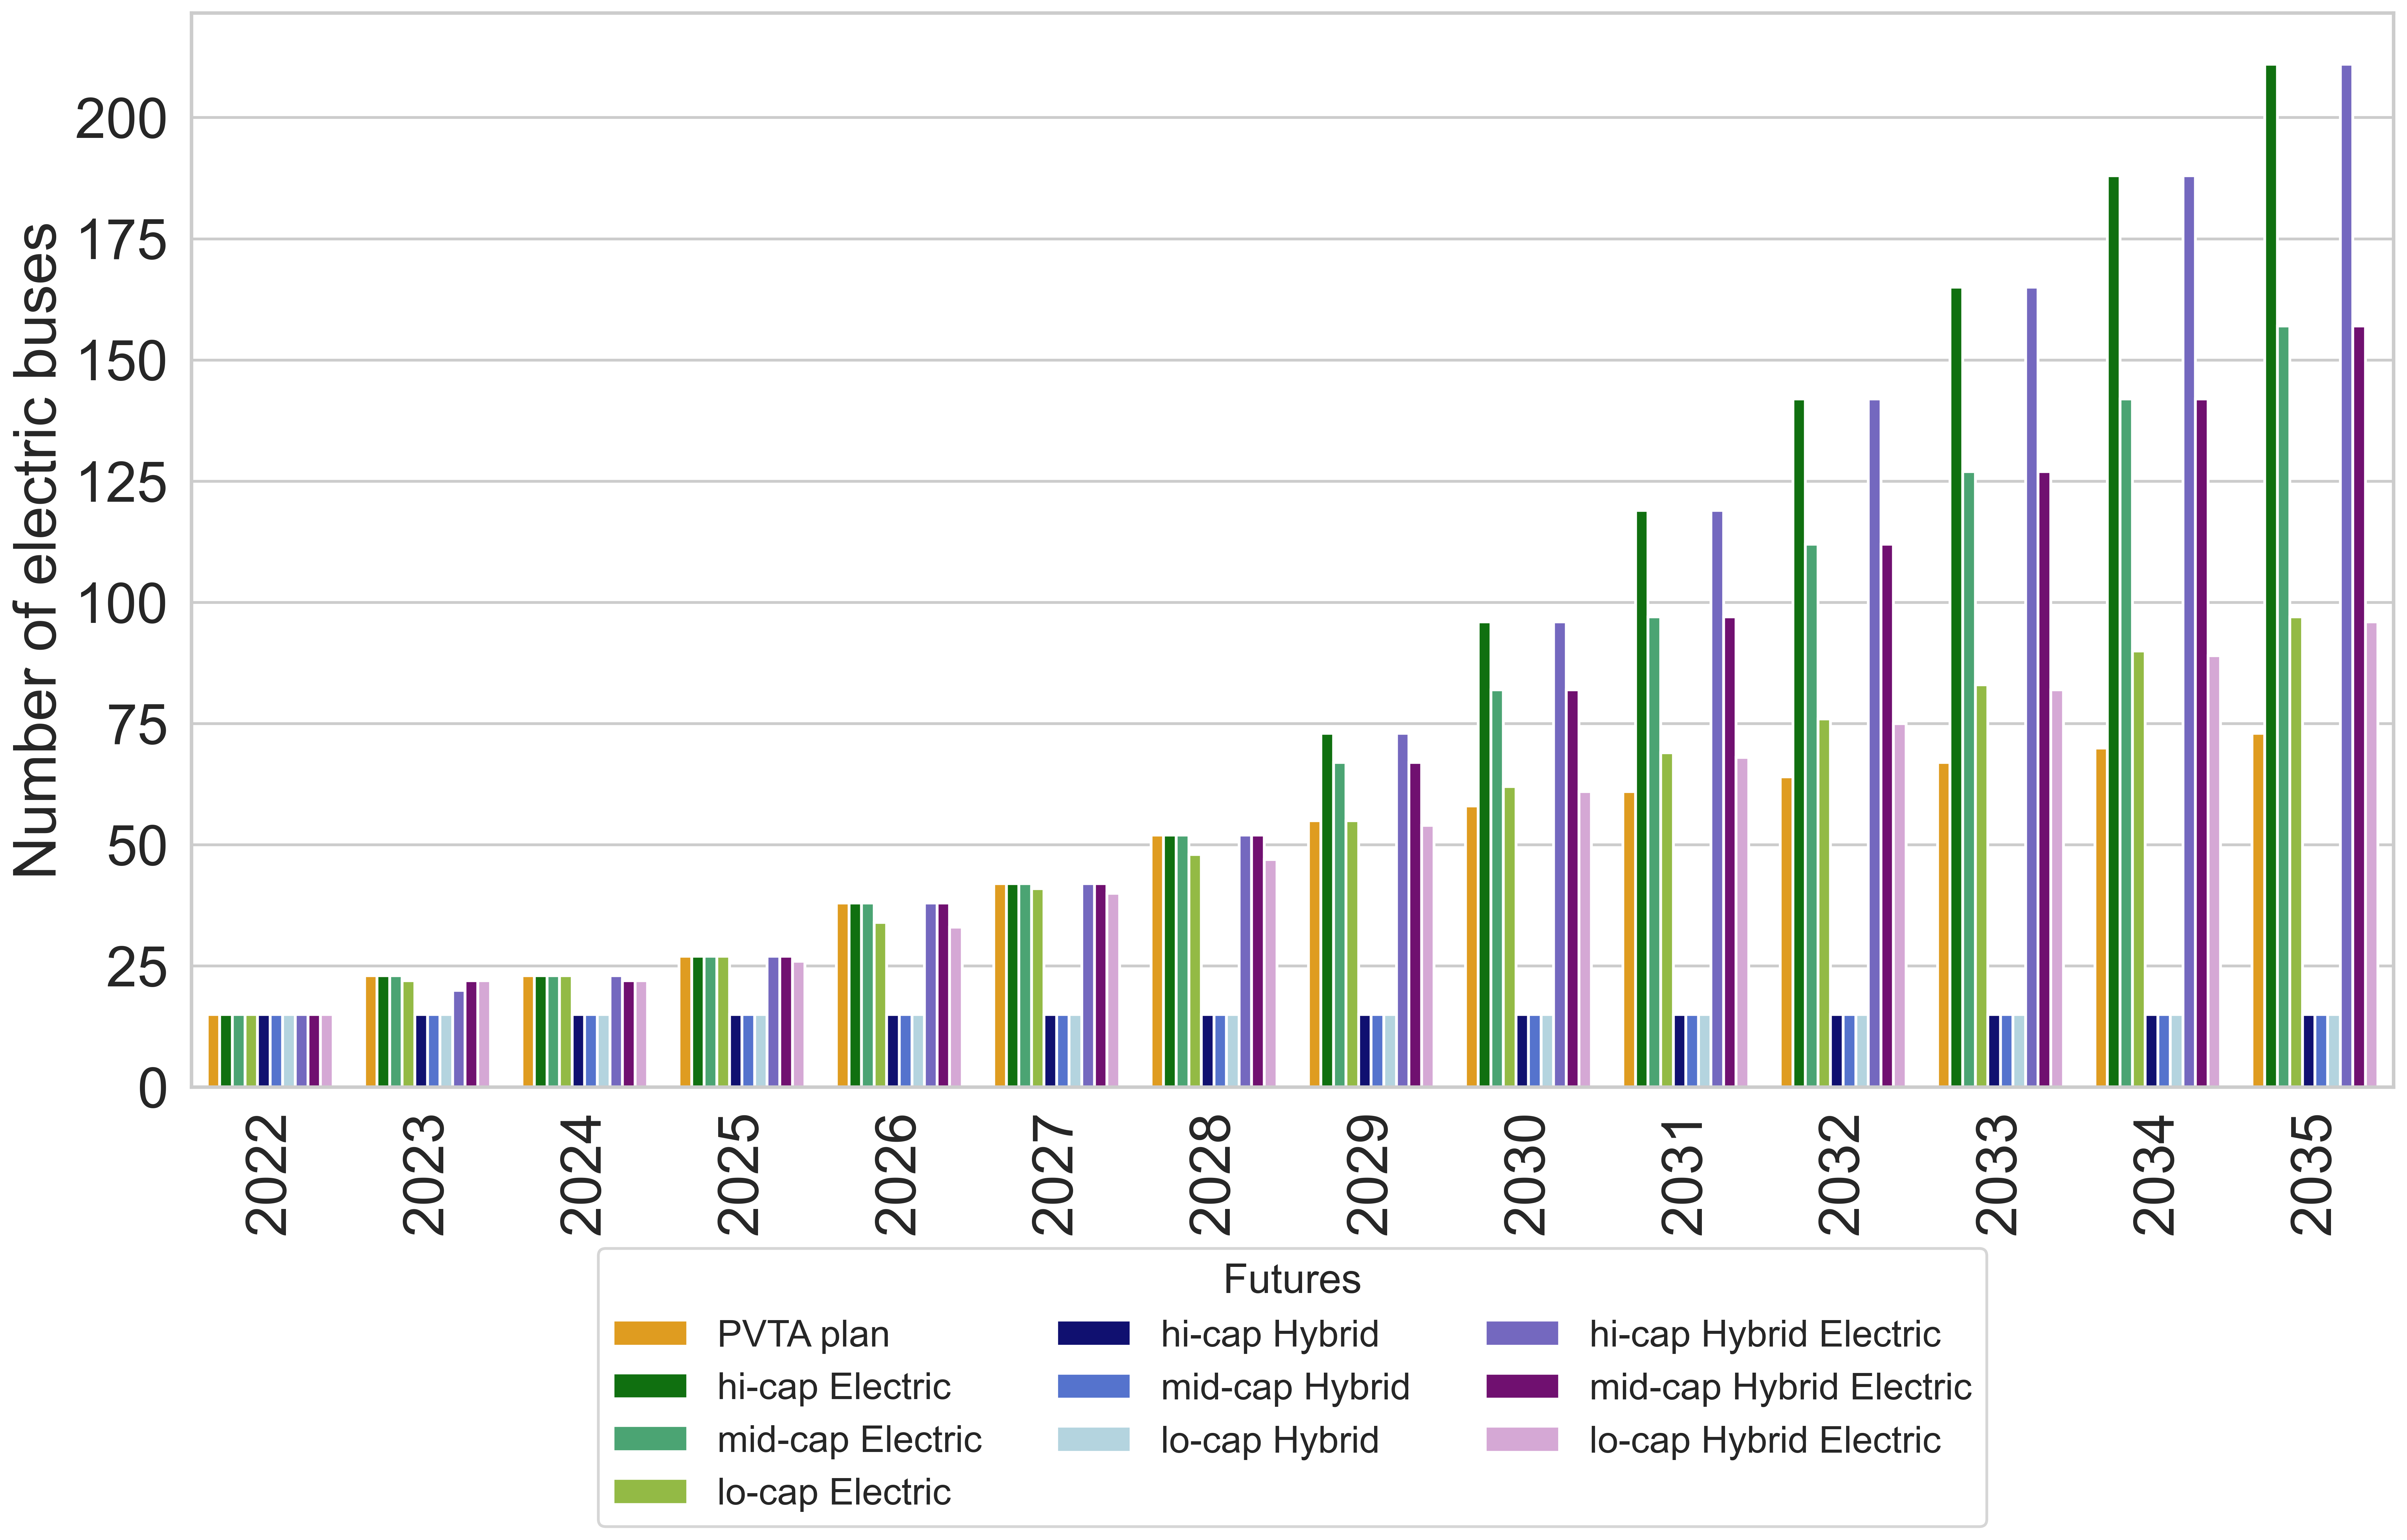 Number of electric buses
200
175
150
125
100
75
50
25
0
2022
2023
2024
2025
2026
2027
2028
2029
2030
2031
2032
2033
2034
2035
Futures
PVTA plan
hi-cap Electric
mid-cap Electric
lo-cap Electric
hi-cap Hybrid
mid-cap Hybrid
lo-cap Hybrid
hi-cap Hybrid Electric
mid-cap Hybrid Electric
lo-cap Hybrid Electric